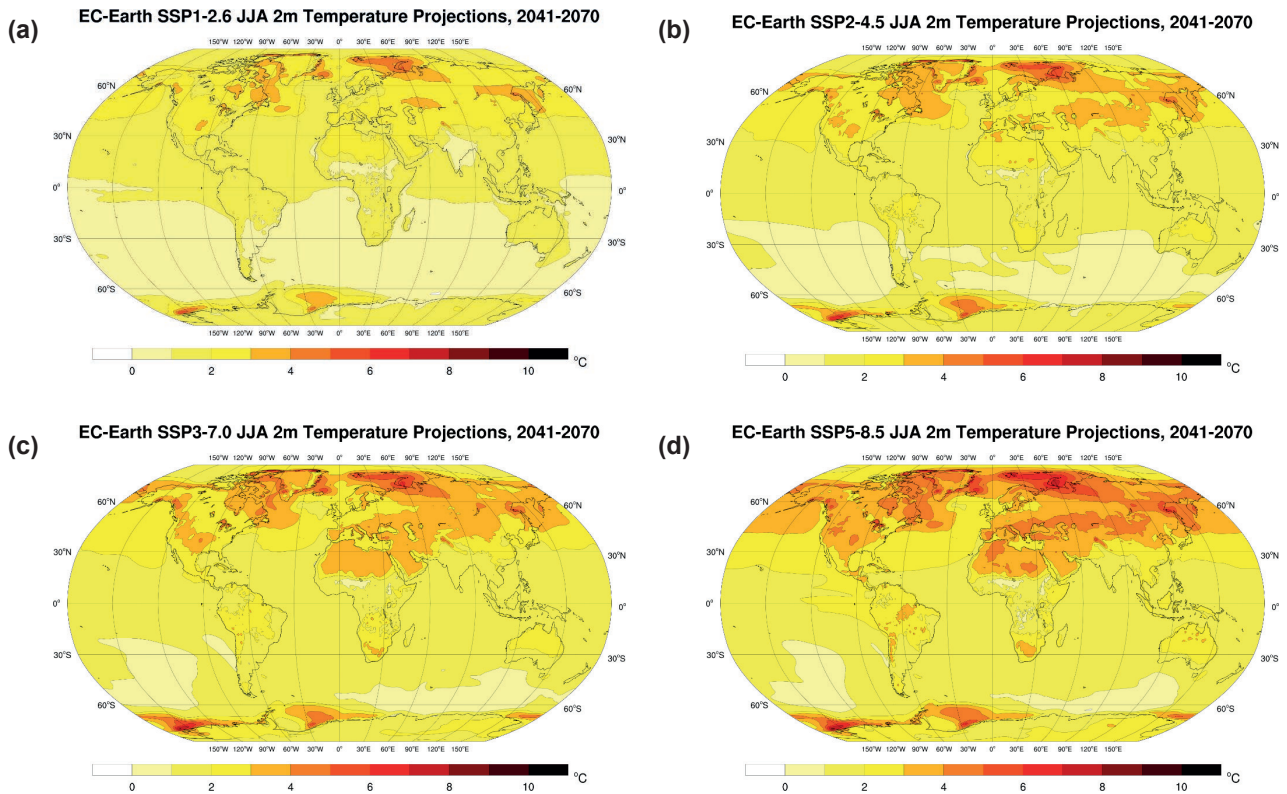 (a)
EC-Earth SSP1-2.6 JJA 2m Temperature Projections, 2041-2070
150°W 120°W 90°W 60°W 30°W 0° 30°E 60°E 90°E 120°E 150°E
60°N 60°N
30°N 30°N
0° 0°
30°S 30°S
60°S 60°S
150°W 120°W 90°W 60°W 30°W 0° 30°E 60°E 90°E 120°E 150°E
0 2 4 6 8 10 °C
(b)
EC-Earth SSP2-4.5 JJA 2m Temperature Projections, 2041-2070
150°W 120°W 90°W 60°W 30°W 0° 30°E 60°E 90°E 120°E 150°E
60°N 60°N
30°N 30°N
0° 0°
30°S 30°S
60°S 60°S
150°W 120°W 90°W 60°W 30°W 0° 30°E 60°E 90°E 120°E 150°E
0 2 4 6 8 10 °C
(c)
EC-Earth SSP3-7.0 JJA 2m Temperature Projections, 2041-2070
150°W 120°W 90°W 60°W 30°W 0° 30°E 60°E 90°E 120°E 150°E
60°N 60°N
30°N 30°N
0° 0°
30°S 30°S
60°S 60°S
150°W 120°W 90°W 60°W 30°W 0° 30°E 60°E 90°E 120°E 150°E
0 2 4 6 8 10 °C
(d)
EC-Earth SSP5-8.5 JJA 2m Temperature Projections, 2041-2070
150°W 120°W 90°W 60°W 30°W 0° 30°E 60°E 90°E 120°E 150°E
60°N 60°N
30°N 30°N
0° 0°
30°S 30°S
60°S 60°S
150°W 120°W 90°W 60°W 30°W 0° 30°E 60°E 90°E 120°E 150°E
0 2 4 6 8 10 °C